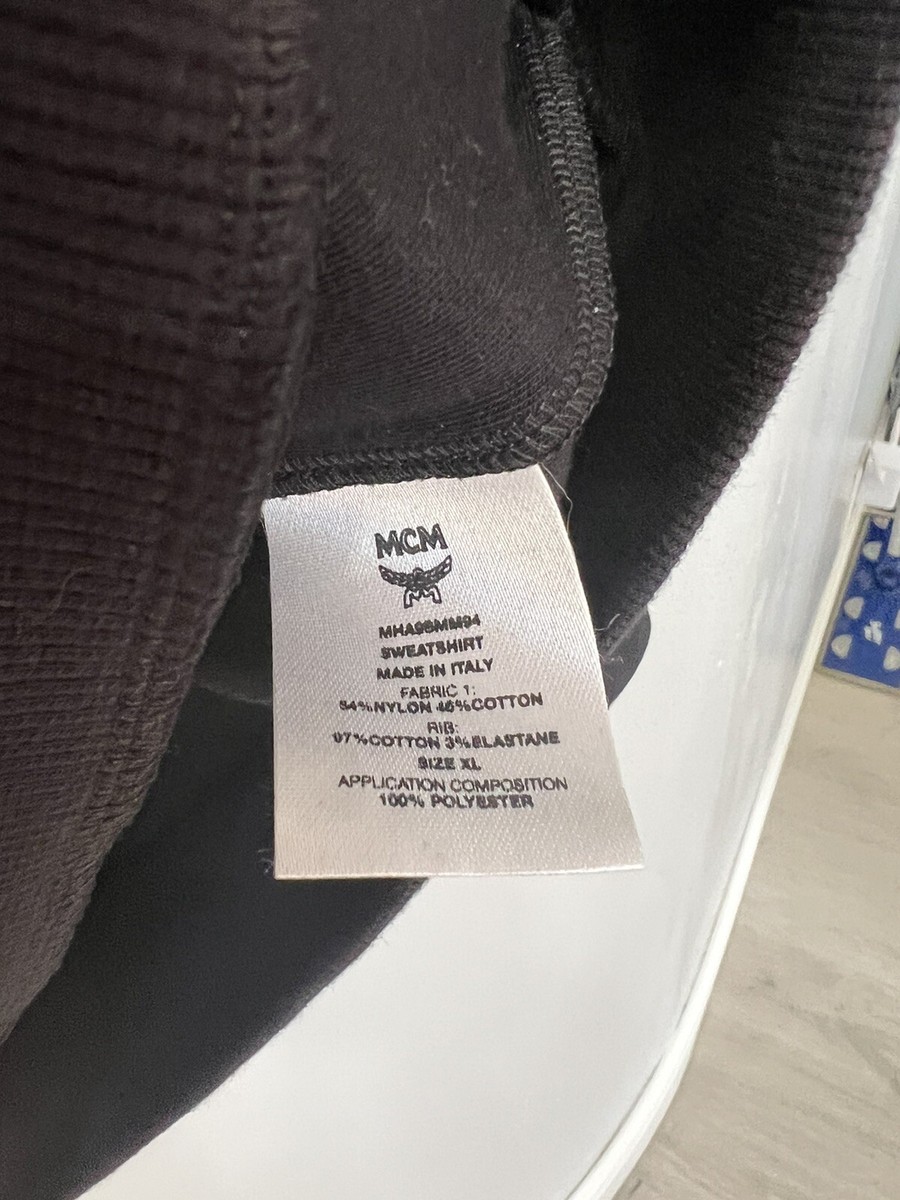 MCM
SWEATSHIRT
MADE IN ITALY
FABRIC 1:
54%NYLON 46%COTTON
RIB:
97%COTTON 3%ELASTANE
SIZE XL
APPLICATION COMPOSITION
100% POLYESTER